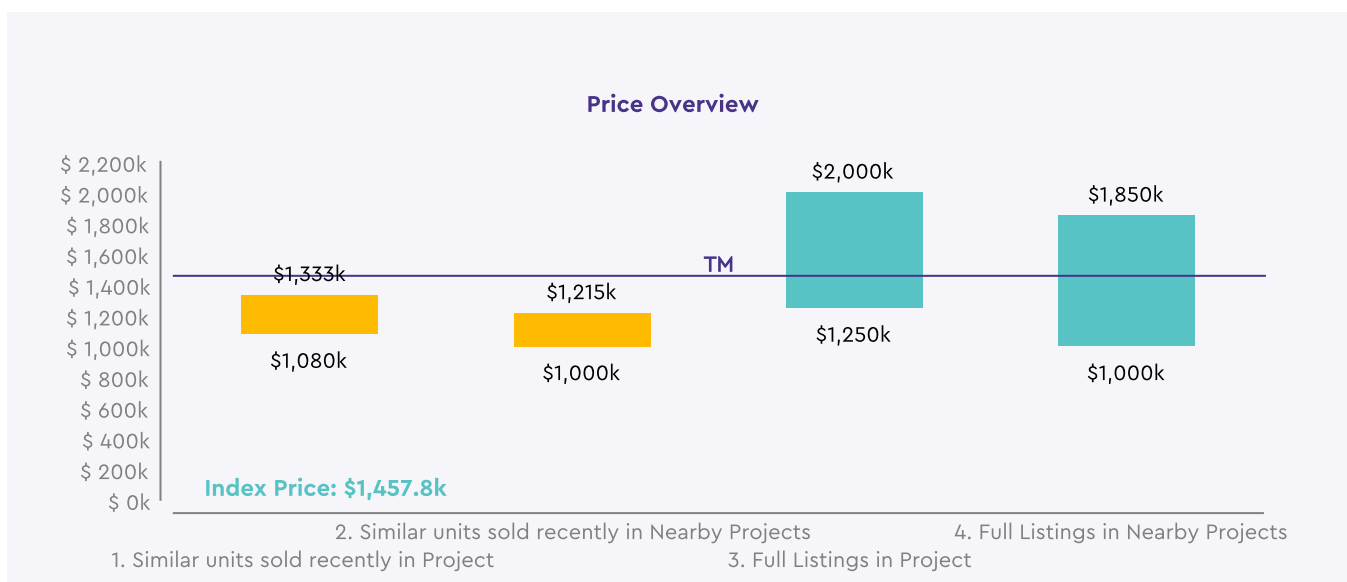 Price Overview
$ 2,200k
$ 2,000k
$ 1,800k
$ 1,600k
$ 1,400k
$ 1,200k
$ 1,000k
$ 800k
$ 600k
$ 400k
$ 200k
$ 0k
$1,333k
$1,080k
$1,215k
$1,000k
TM
$2,000k
$1,250k
$1,850k
$1,000k
Index Price: $1,457.8k
1. Similar units sold recently in Project
2. Similar units sold recently in Nearby Projects
3. Full Listings in Project
4. Full Listings in Nearby Projects